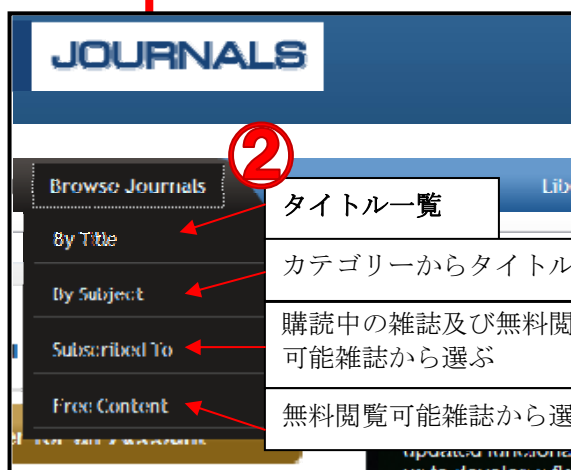 JOURNALS
②
Browse Journals
Lib
タイトル一覧
By Title
カテゴリーからタイトル
By Subject
購読中の雑誌及び無料閲
可能雑誌から選ぶ
Subscribed To
無料閲覧可能雑誌から選
Free Content